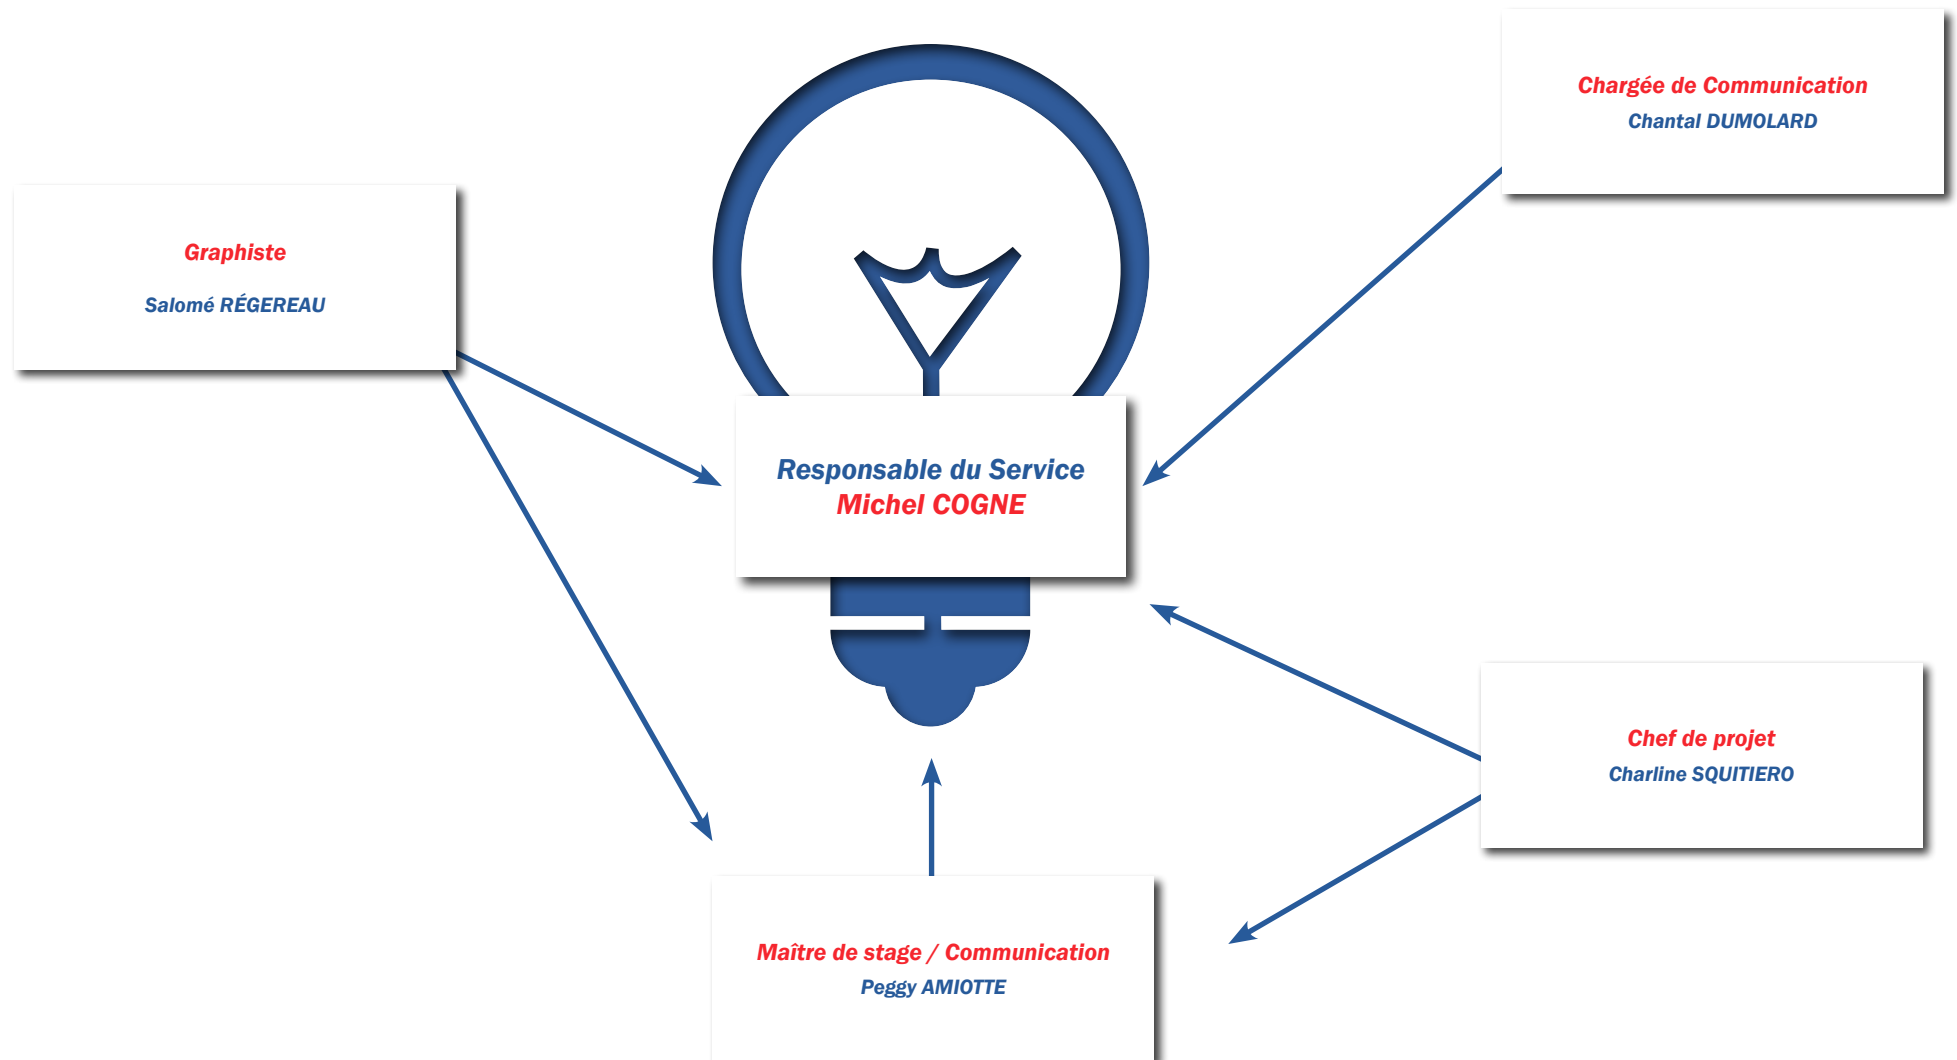 Chargée de Communication
Chantal DUMOLARD
Graphiste
Salomé RÉGEREAU
Responsable du Service
Michel COGNE
Chef de projet
Charline SQUITIERO
Maître de stage / Communication
Peggy AMIOTTE